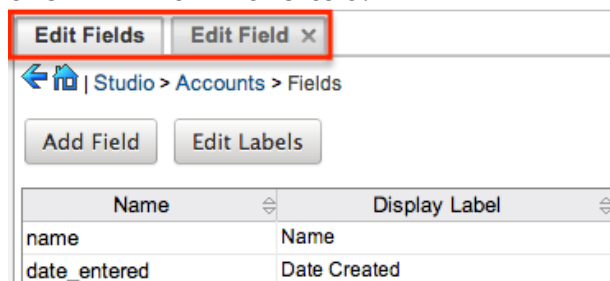 Edit Fields Edit Field ×
| Studio > Accounts > Fields
Add Field Edit Labels
Name Display Label
name Name
date_entered Date Created